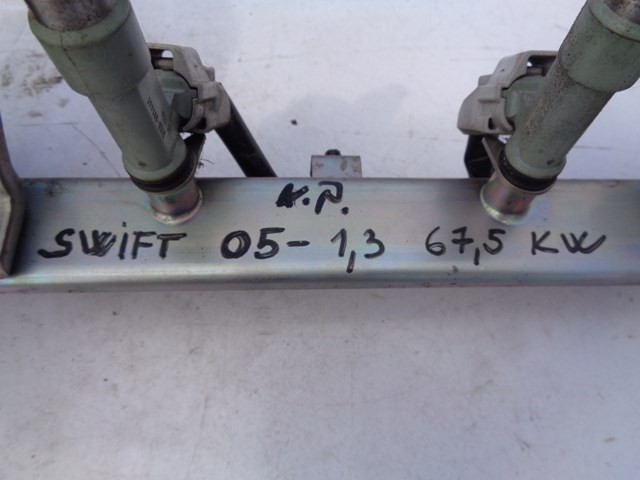 K.P.
SWiFT 05- 1,3 67,5 KW